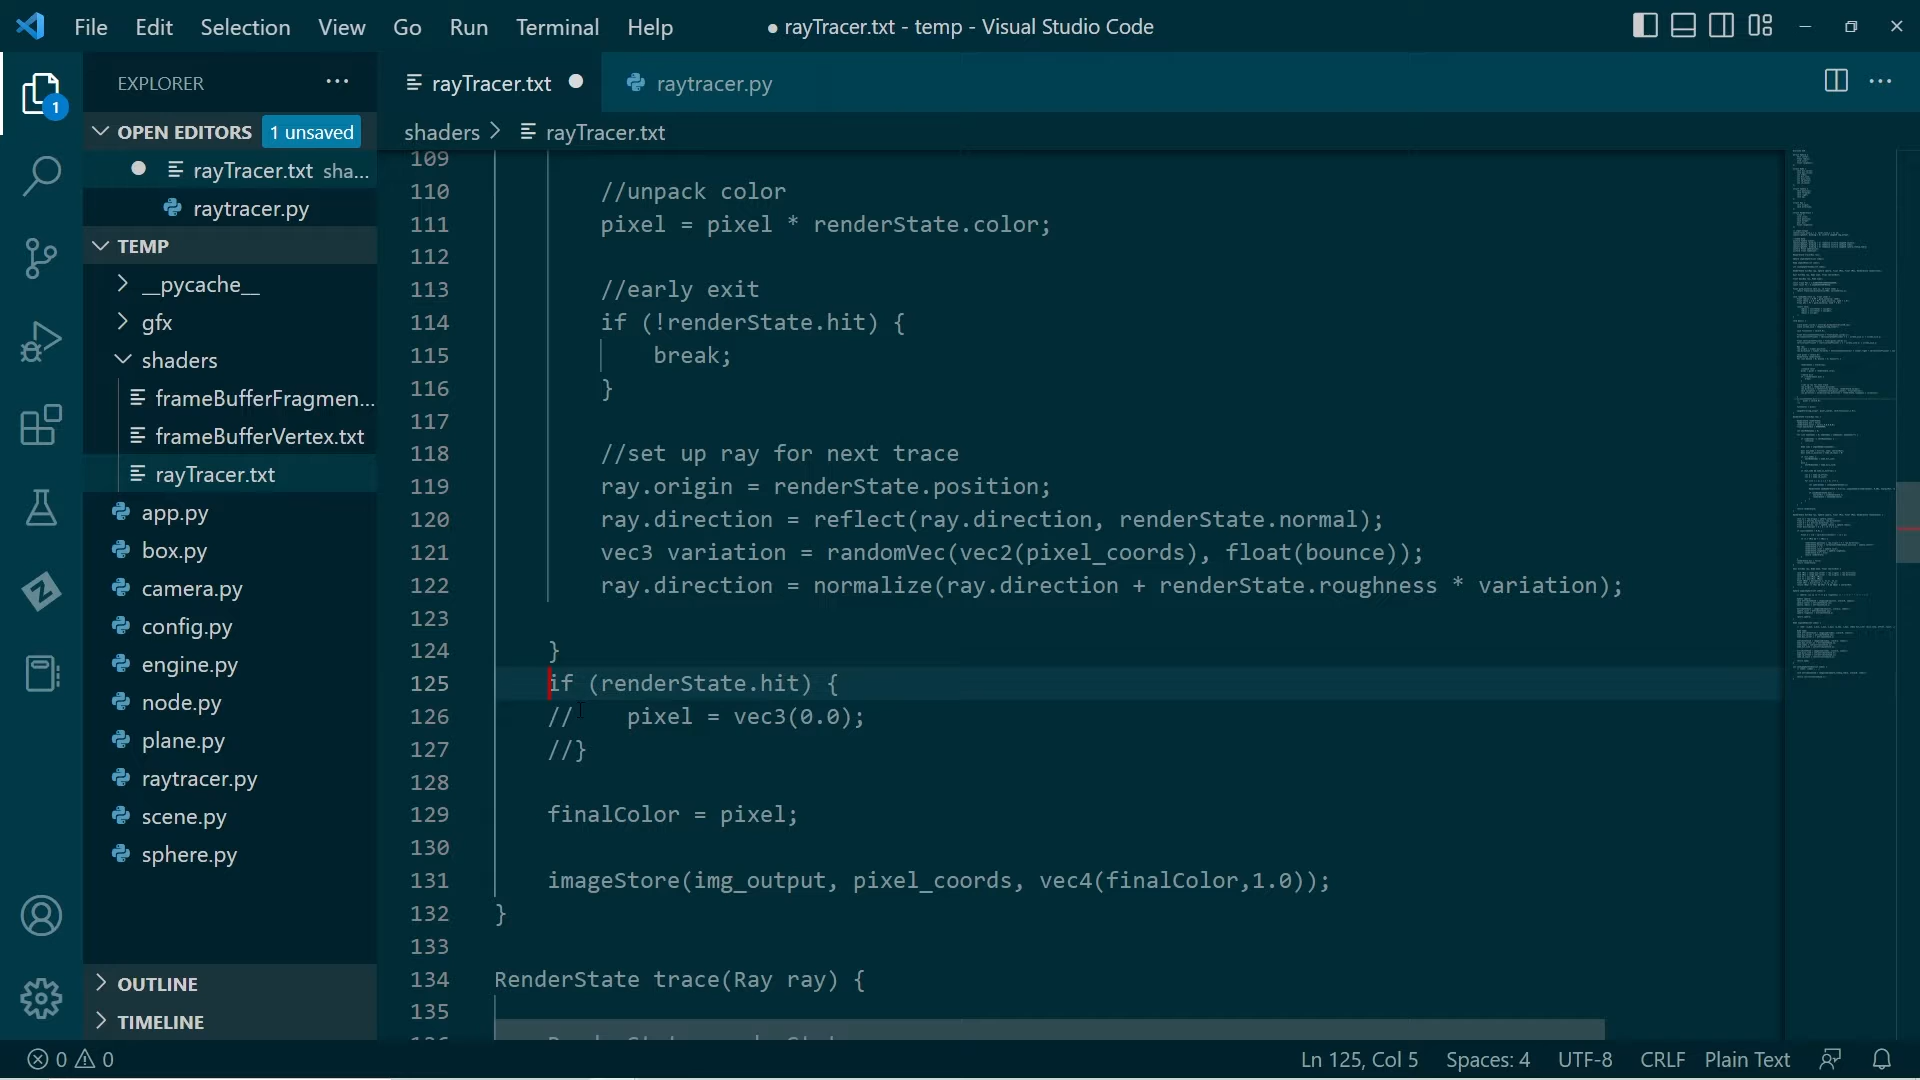 File Edit Selection View Go Run Terminal Help
● rayTracer.txt - temp - Visual Studio Code
EXPLORER
1
OPEN EDITORS 1 unsaved
rayTracer.txt sha...
raytracer.py
TEMP
__pycache__
gfx
shaders
frameBufferFragmen...
frameBufferVertex.txt
rayTracer.txt
app.py
box.py
camera.py
config.py
engine.py
node.py
plane.py
raytracer.py
scene.py
sphere.py
OUTLINE
TIMELINE
rayTracer.txt
raytracer.py
shaders > rayTracer.txt
109
110 //unpack color
111 pixel = pixel * renderState.color;
112
113 //early exit
114 if (!renderState.hit) {
115 break;
116 }
117
118 //set up ray for next trace
119 ray.origin = renderState.position;
120 ray.direction = reflect(ray.direction, renderState.normal);
121 vec3 variation = randomVec(vec2(pixel_coords), float(bounce));
122 ray.direction = normalize(ray.direction + renderState.roughness * variation);
123
124 }
125 if (renderState.hit) {
126 //    pixel = vec3(0.0);
127 //}
128
129 finalColor = pixel;
130
131 imageStore(img_output, pixel_coords, vec4(finalColor,1.0));
132 }
133
134 RenderState trace(Ray ray) {
135
0 0
Ln 125, Col 5 Spaces: 4 UTF-8 CRLF Plain Text